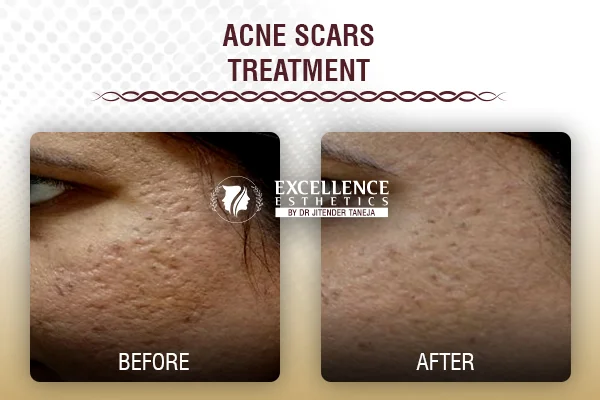 ACNE SCARS
TREATMENT
EXCELLENCE
ESTHETICS
BY DR JITENDER TANEJA
BEFORE
AFTER